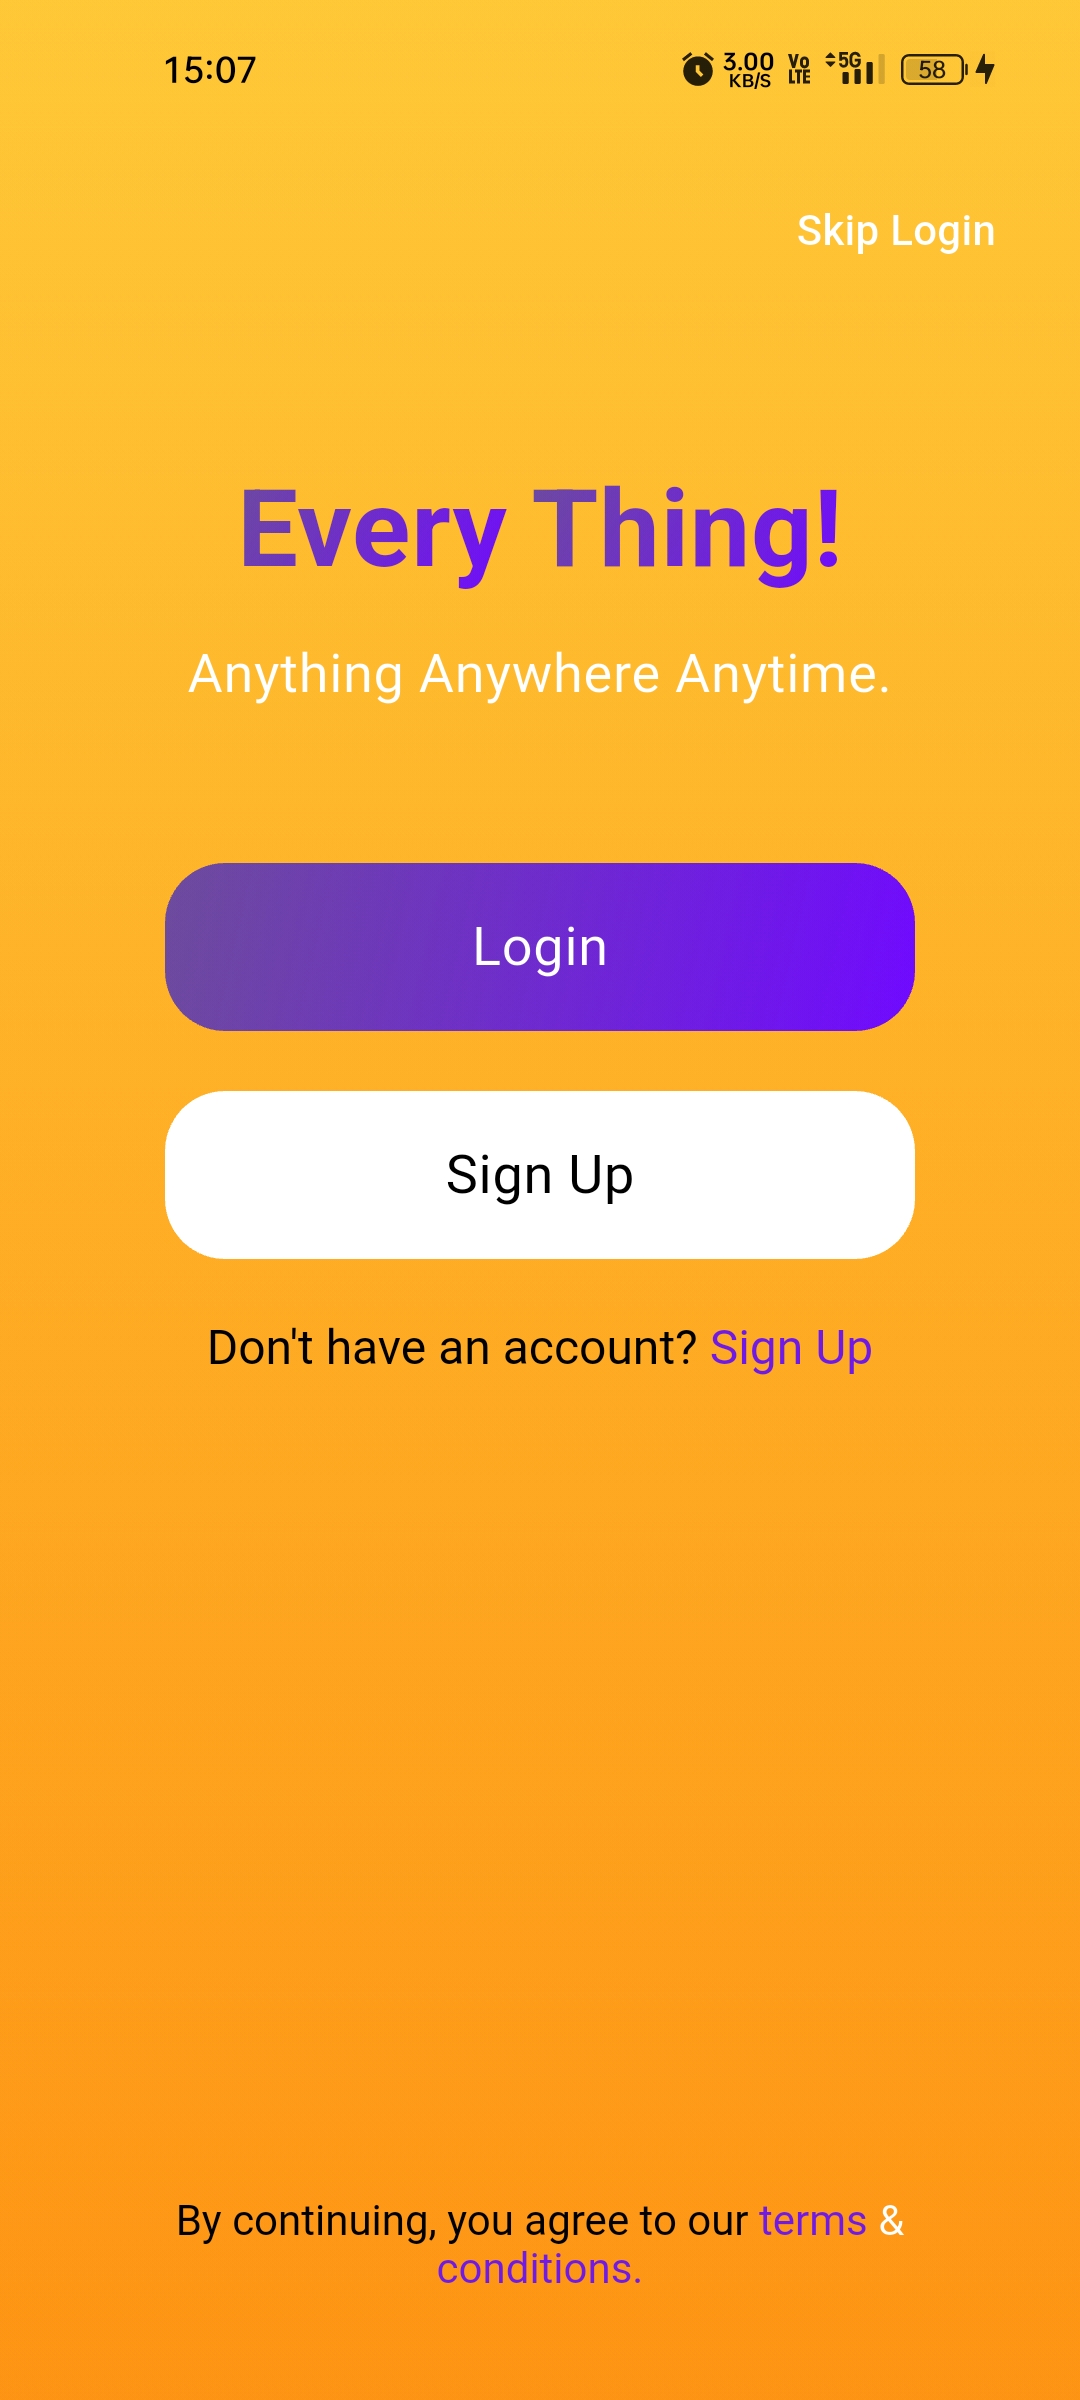 15:07 3.00 KB/S Vo LTE 5G 58
Skip Login
Every Thing!
Anything Anywhere Anytime.
Login
Sign Up
Don't have an account? Sign Up
By continuing, you agree to our terms &
conditions.